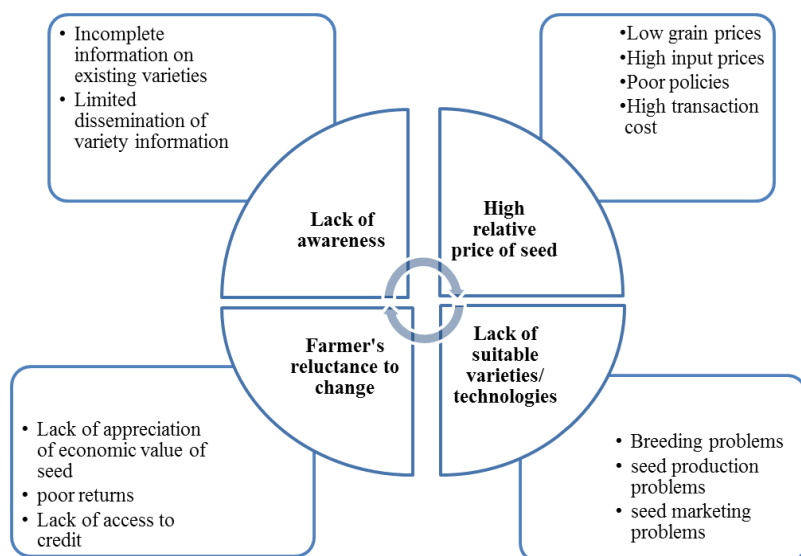 • Incomplete
information on
existing varieties
• Limited
dissemination of
variety information
•Low grain prices
•High input prices
•Poor policies
•High transaction
cost
Lack of
awareness
High
relative
price of seed
Farmer's
reluctance to
change
Lack of
suitable
varieties/
technologies
• Lack of appreciation
of economic value of
seed
• poor returns
• Lack of access to
credit
• Breeding problems
• seed production
problems
• seed marketing
problems